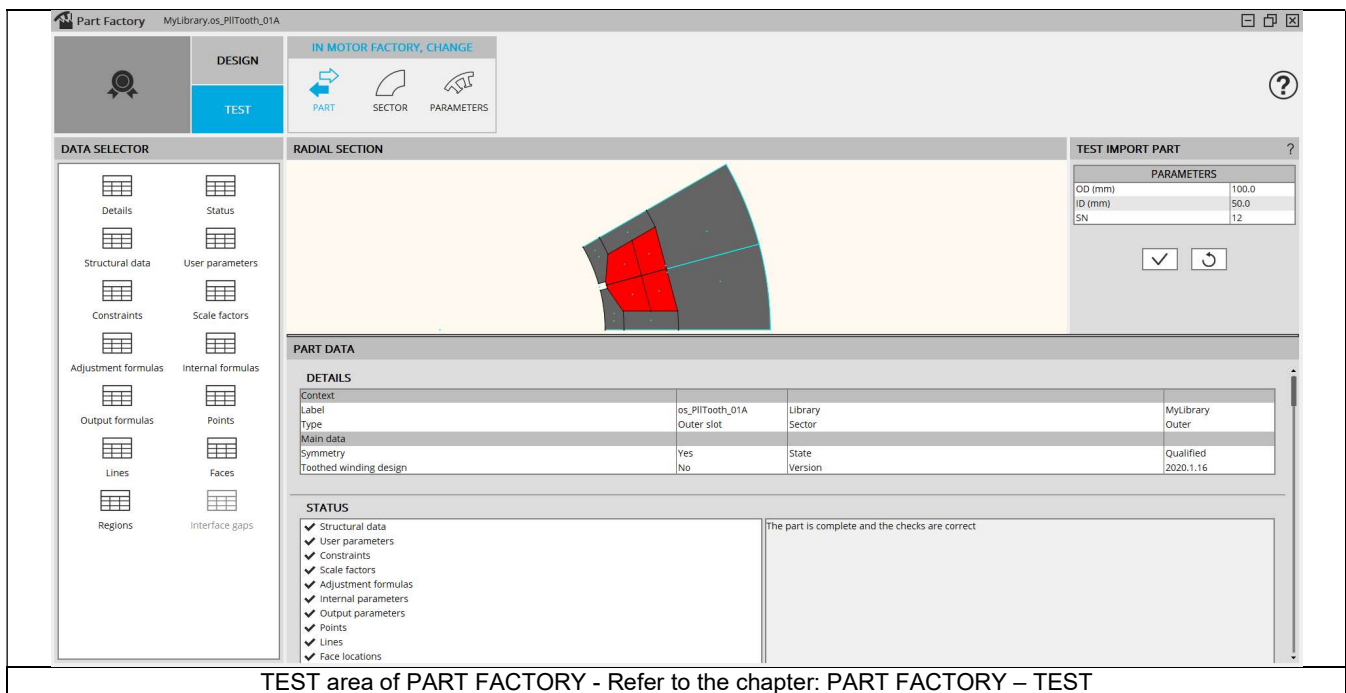 Part Factory MyLibrary.os_PllTooth_01A
DESIGN
TEST
IN MOTOR FACTORY, CHANGE
PART SECTOR PARAMETERS
?
DATA SELECTOR
Details Status
Structural data User parameters
Constraints Scale factors
Adjustment formulas Internal formulas
Output formulas Points
Lines Faces
Regions Interface gaps
RADIAL SECTION
TEST IMPORT PART ?
PARAMETERS
OD (mm) 100.0
ID (mm) 50.0
SN 12
PART DATA
DETAILS
Context
Label os_PllTooth_01A Library MyLibrary
Type Outer slot Sector Outer
Main data
Symmetry Yes State Qualified
Toothed winding design No Version 2020.1.16
STATUS
Structural data
User parameters
Constraints
Scale factors
Adjustment formulas
Internal parameters
Output parameters
Points
Lines
Face locations
The part is complete and the checks are correct
TEST area of PART FACTORY - Refer to the chapter: PART FACTORY – TEST